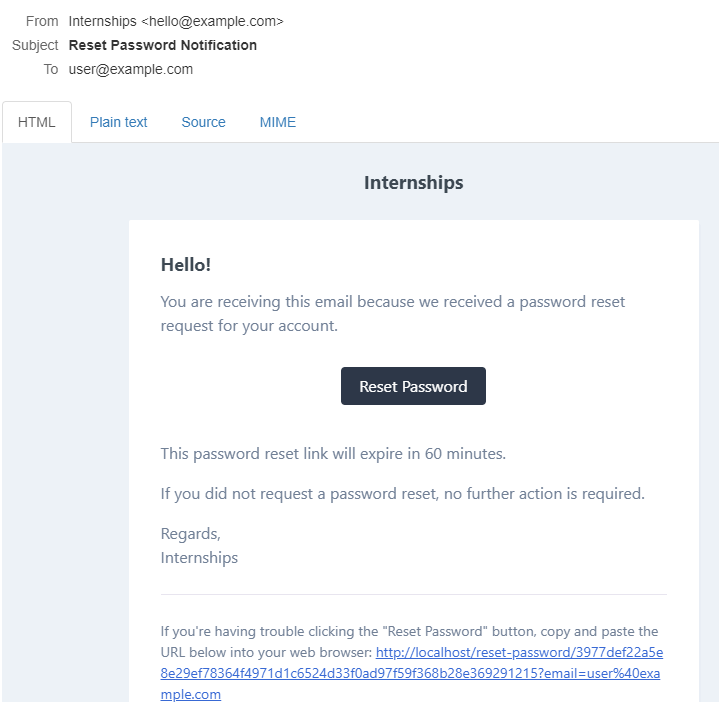 From Internships <hello@example.com>
Subject Reset Password Notification
To user@example.com
HTML Plain text Source MIME
Internships
Hello!
You are receiving this email because we received a password reset
request for your account.
Reset Password
This password reset link will expire in 60 minutes.
If you did not request a password reset, no further action is required.
Regards,
Internships
If you're having trouble clicking the "Reset Password" button, copy and paste the
URL below into your web browser: http://localhost/reset-password/3977def22a5e
8e29ef78364f4971d1c6524d33f0ad97f59f368b28e369291215?email=user%40exa
mple.com